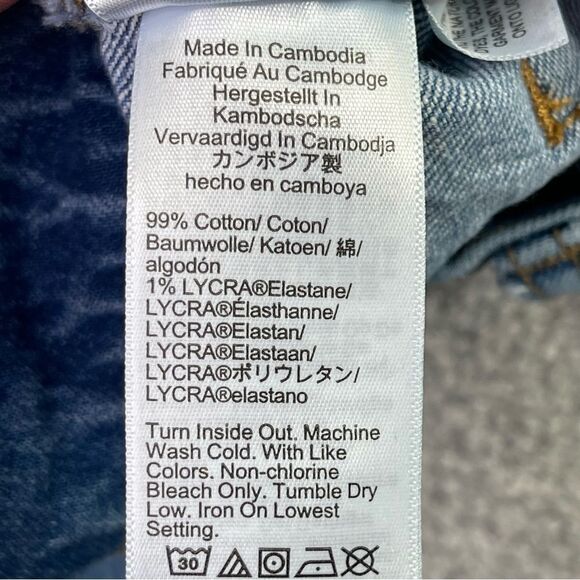 Made In Cambodia
Fabriqué Au Cambodge
Hergestellt In
Kambodscha
Vervaardigd In Cambodja
カンボジア製
hecho en camboya
99% Cotton/ Coton/
Baumwolle/ Katoen/ 綿/
algodón
1% LYCRA®Elastane/
LYCRA®Élasthanne/
LYCRA®Elastan/
LYCRA®Elastaan/
LYCRA®ポリウレタン/
LYCRA®elastano
Turn Inside Out. Machine
Wash Cold. With Like
Colors. Non-chlorine
Bleach Only. Tumble Dry
Low. Iron On Lowest
Setting.
30